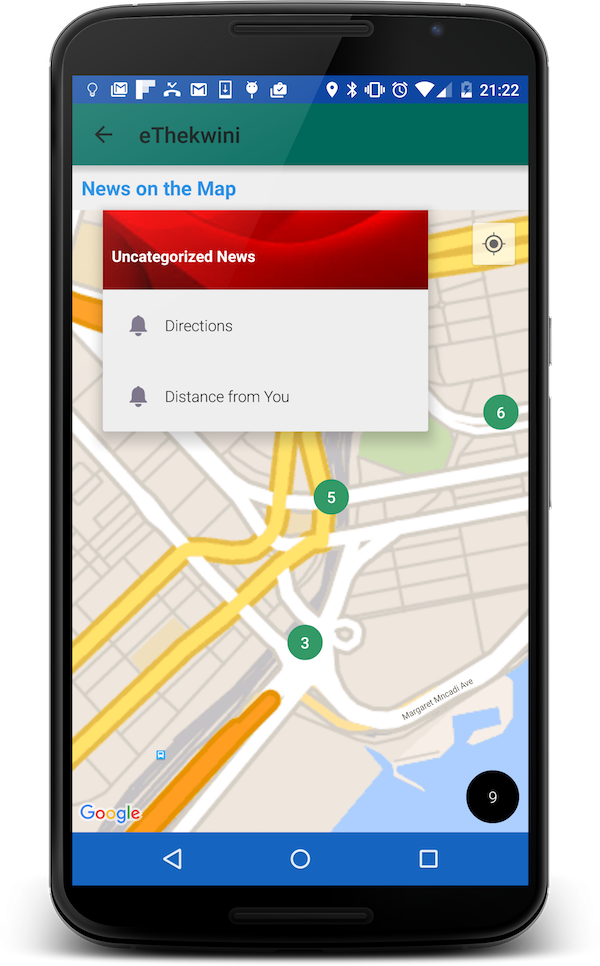 21:22
eThekwini
News on the Map
Uncategorized News
Directions
Distance from You
6
5
3
Margaret Mncadi Ave
9
Google